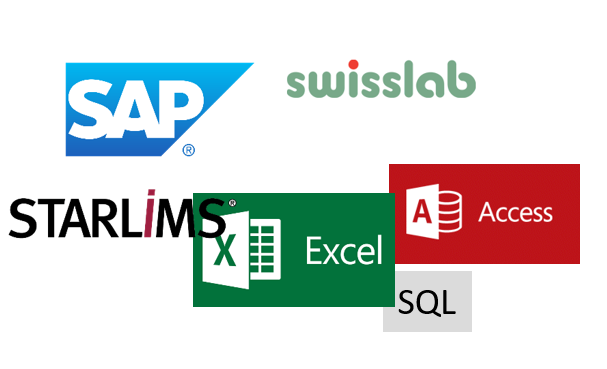 SAP®
swisslab
STARLiMS®
A Access
X Excel
SQL